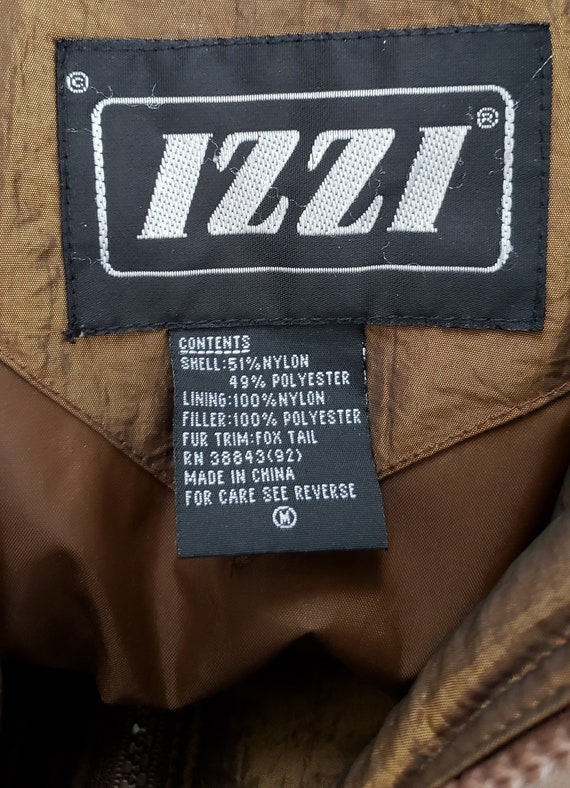 ©
IZZI ®
CONTENTS
SHELL:51%NYLON
49% POLYESTER
LINING:100%NYLON
FILLER:100% POLYESTER
FUR TRIM:FOX TAIL
RN 38843(92)
MADE IN CHINA
FOR CARE SEE REVERSE
M